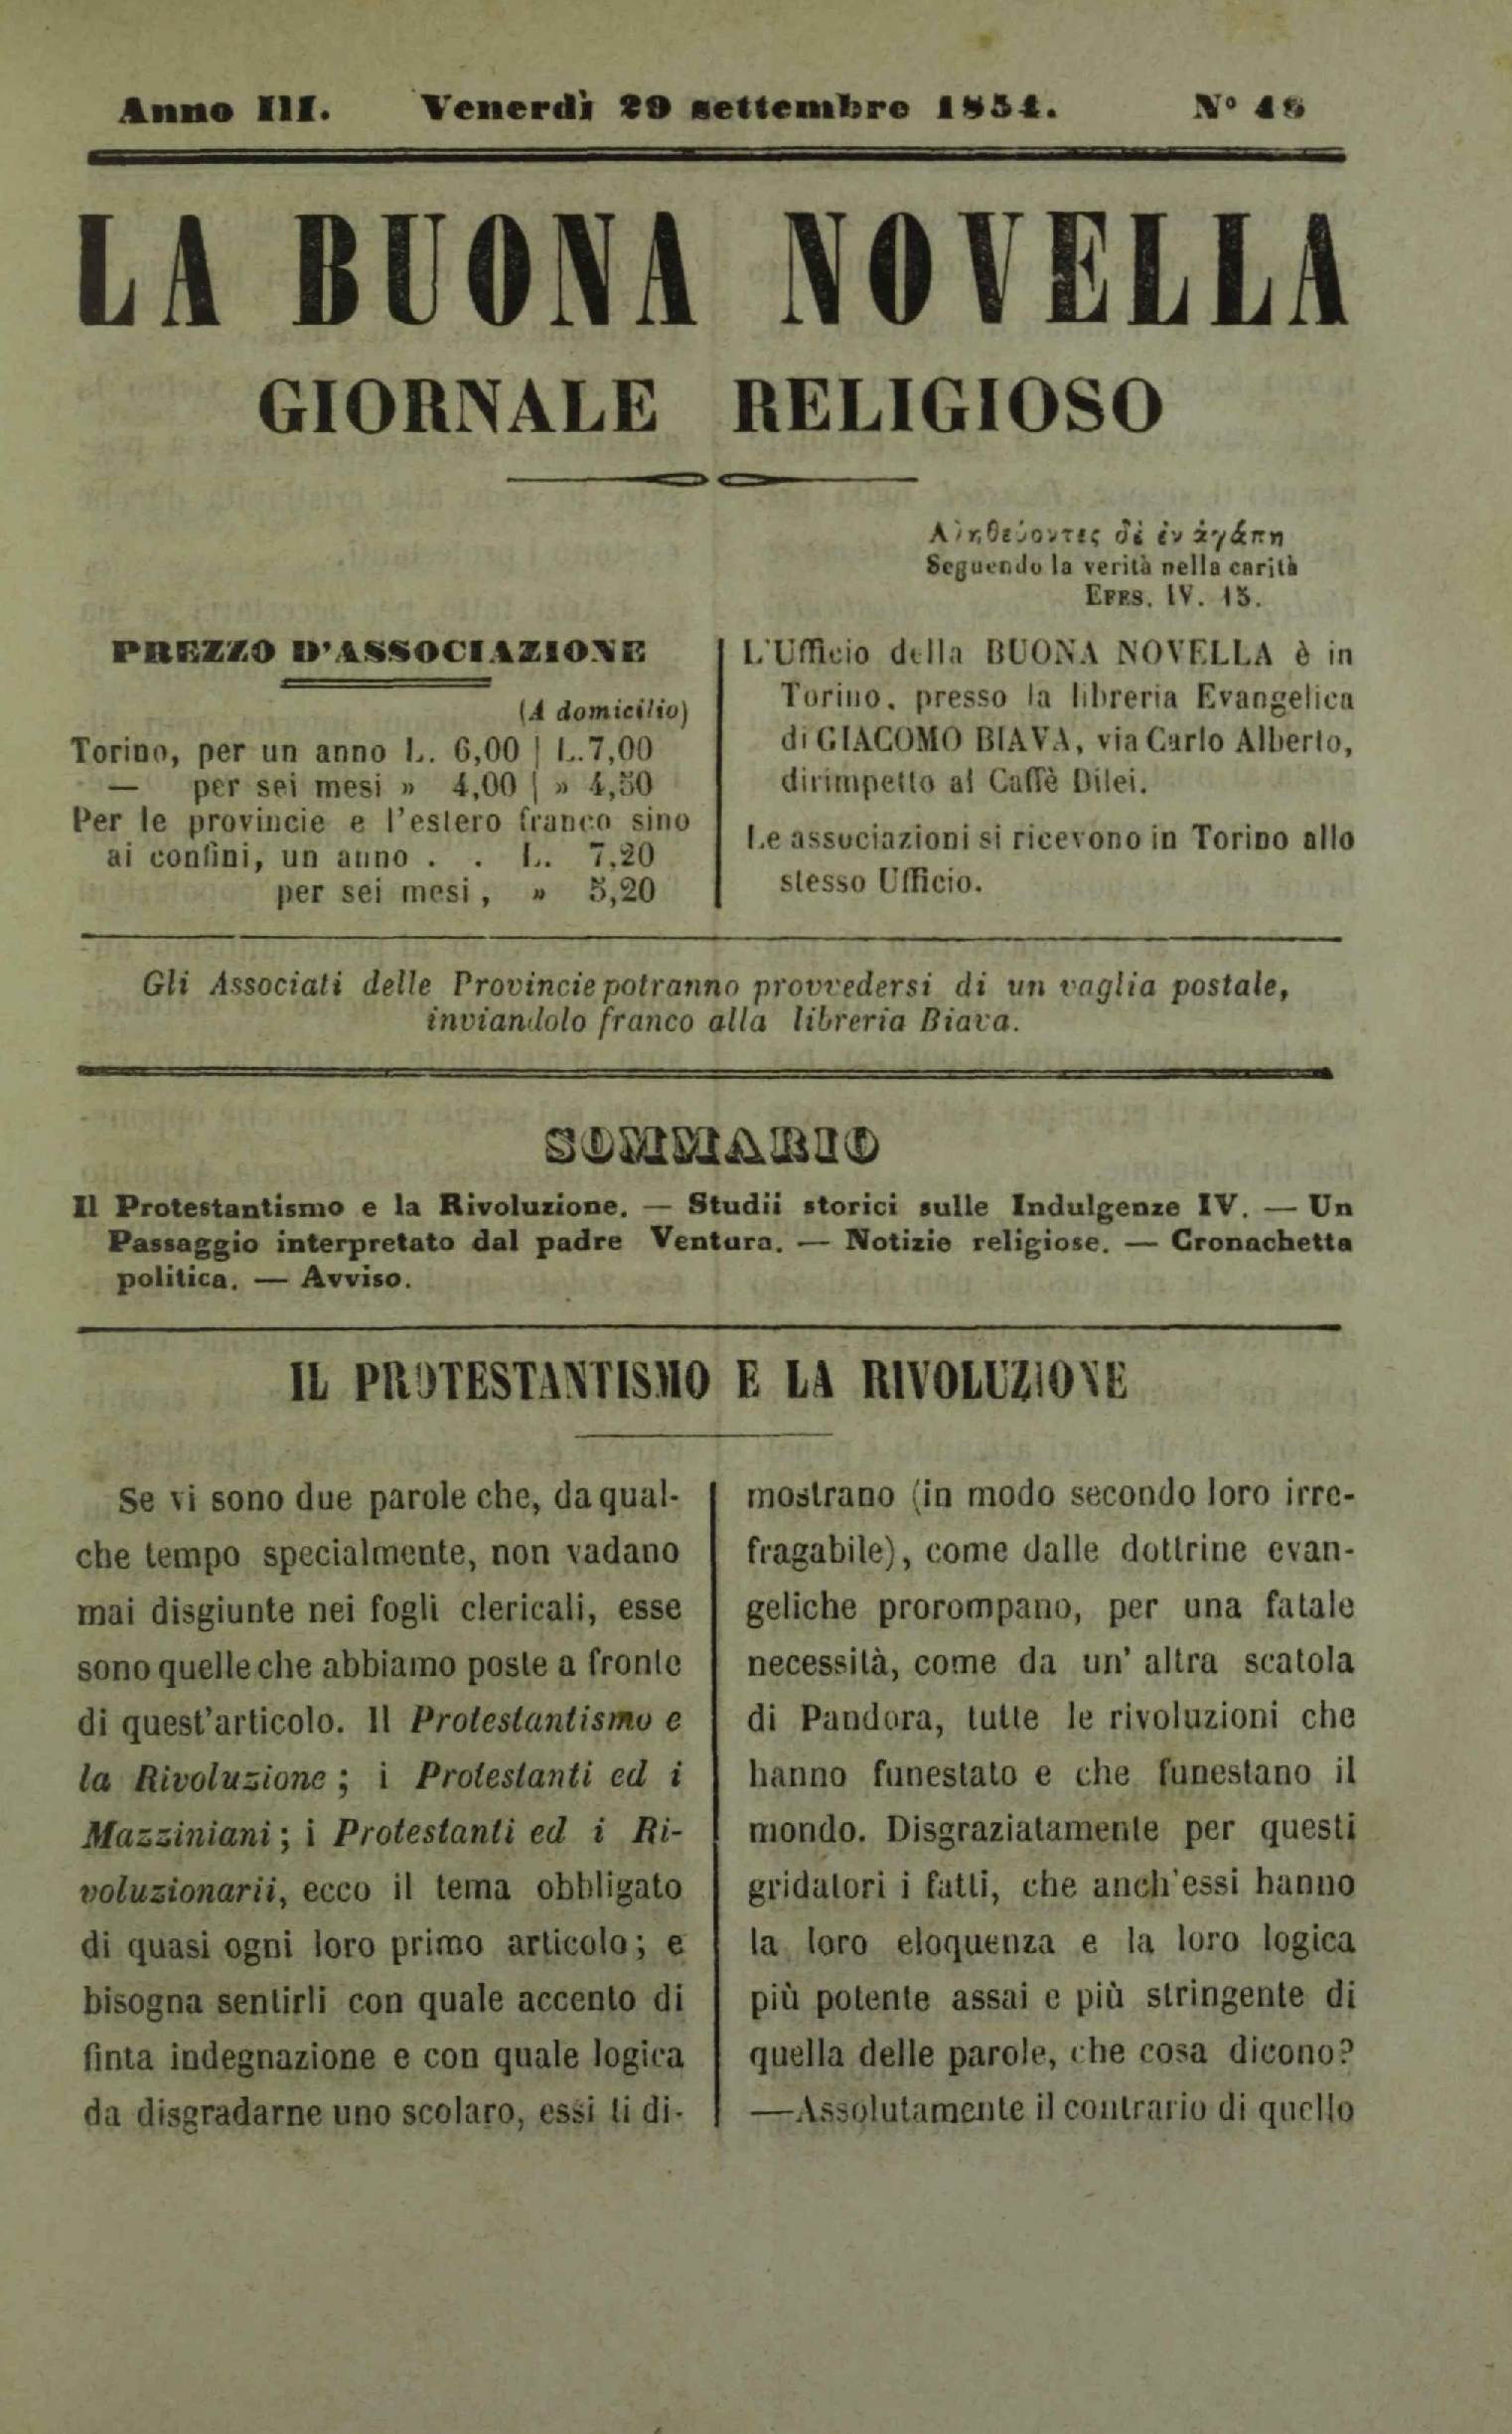 Anno III. Venerdì 29 settembre 1854. N° 48
LA BUONA NOVELLA
GIORNALE RELIGIOSO
Αληθεύοντες δὲ ἐν ἀγάπη
Seguendo la verità nella carità
EFES. IV. 15.
PREZZO D'ASSOCIAZIONE
(A domicilio)
Torino, per un anno L. 6,00 | L.7,00
— per sei mesi » 4,00 | » 4,50
Per le provincie e l'estero franco sino
ai confini, un anno . . L. 7,20
per sei mesi, » 5,20
L'Ufficio della BUONA NOVELLA è in
Torino, presso la libreria Evangelica
di GIACOMO BIAVA, via Carlo Alberto,
dirimpetto al Caffè Dilei.
Le associazioni si ricevono in Torino allo
stesso Ufficio.
Gli Associati delle Provincie potranno provvedersi di un vaglia postale,
inviandolo franco alla libreria Biava.
SOMMARIO
Il Protestantismo e la Rivoluzione. — Studii storici sulle Indulgenze IV. — Un
Passaggio interpretato dal padre Ventura. — Notizie religiose. — Cronachetta
politica. — Avviso.
IL PROTESTANTISMO E LA RIVOLUZIONE
Se vi sono due parole che, da qual-
che tempo specialmente, non vadano
mai disgiunte nei fogli clericali, esse
sono quelle che abbiamo poste a fronte
di quest'articolo. Il Protestantismo e
la Rivoluzione; i Protestanti ed i
Mazziniani; i Protestanti ed i Ri-
voluzionarii, ecco il tema obbligato
di quasi ogni loro primo articolo; e
bisogna sentirli con quale accento di
finta indegnazione e con quale logica
da disgradarne uno scolaro, essi ti di-
mostrano (in modo secondo loro irre-
fragabile), come dalle dottrine evan-
geliche prorompano, per una fatale
necessità, come da un' altra scatola
di Pandora, tutte le rivoluzioni che
hanno funestato e che funestano il
mondo. Disgraziatamente per questi
gridatori i fatti, che anch'essi hanno
la loro eloquenza e la loro logica
più potente assai e più stringente di
quella delle parole, che cosa dicono?
—Assolutamente il contrario di quello